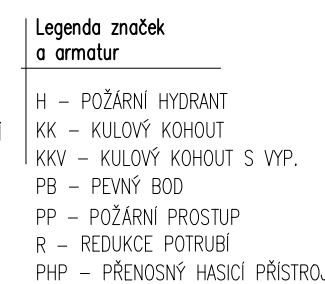 Legenda značek
a armatur
H – POŽÁRNÍ HYDRANT
KK – KULOVÝ KOHOUT
KKV – KULOVÝ KOHOUT S VYP.
PB – PEVNÝ BOD
PP – POŽÁRNÍ PROSTUP
R – REDUKCE POTRUBÍ
PHP – PŘENOSNÝ HASICÍ PŘÍSTROJ